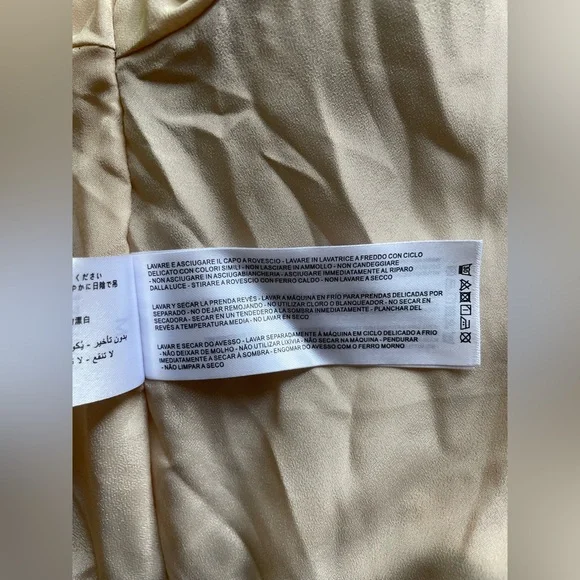 ください
やかに日陰で吊
漂白
بدون تأخير - يُكو
لا تنقع - لا
LAVARE E ASCIUGARE IL CAPO A ROVESCIO - LAVARE IN LAVATRICE A FREDDO CON CICLO
DELICATO CON COLORI SIMILI - NON LASCIARE IN AMMOLLO - NON CANDEGGIARE
- NON ASCIUGARE IN ASCIUGABIANCHERIA - ASCIUGARE IMMEDIATAMENTE AL RIPARO
DALLA LUCE - STIRARE A ROVESCIO CON FERRO CALDO - NON LAVARE A SECCO
LAVAR Y SECAR LA PRENDA REVÉS - LAVAR A MÁQUINA EN FRÍO PARA PRENDAS DELICADAS POR
SEPARADO - NO DEJAR REMOJANDO - NO UTILIZAR CLORO O BLANQUEADOR - NO SECAR EN
SECADORA - SECAR EN UN TENDEDERO A LA SOMBRA INMEDIATAMENTE - PLANCHAR DEL
REVÉS A TEMPERATURA MEDIA - NO LAVAR EN SECO
LAVAR E SECAR DO AVESSO - LAVAR SEPARADAMENTE À MÁQUINA EM CICLO DELICADO A FRIO
- NÃO DEIXAR DE MOLHO - NÃO UTILIZAR LIXÍVIA - NÃO SECAR NA MÁQUINA - PENDURAR
IMEDIATAMENTE A SECAR À SOMBRA - ENGOMAR DO AVESSO COM O FERRO MORNO
- NÃO LIMPAR A SECO